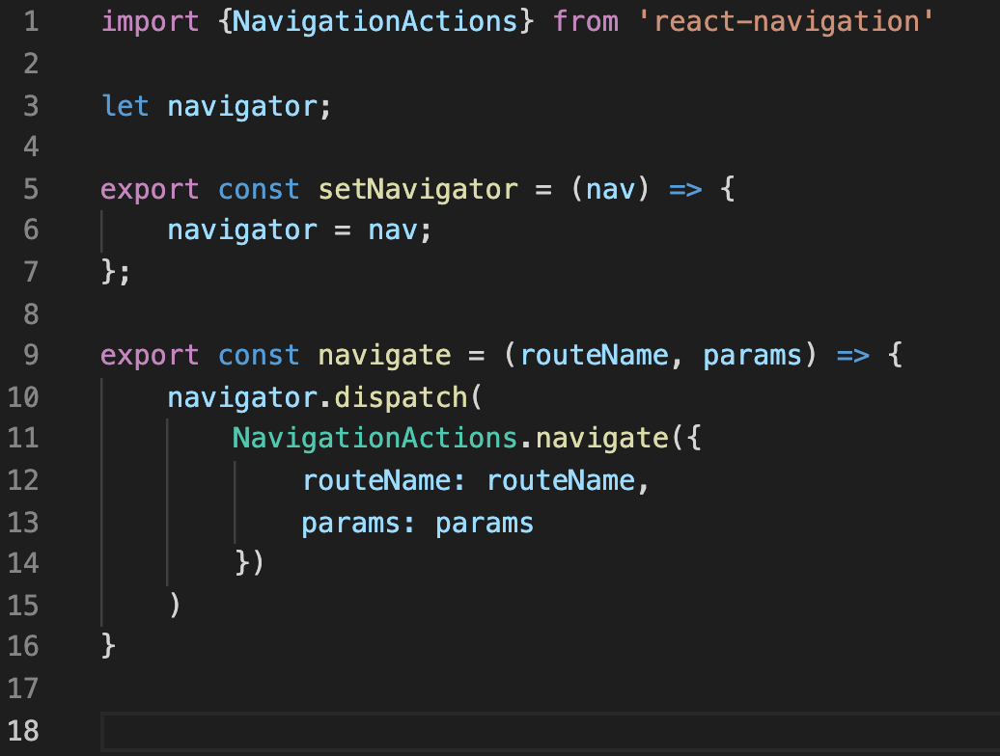 1 import {NavigationActions} from 'react-navigation'
2
3 let navigator;
4
5 export const setNavigator = (nav) => {
6     navigator = nav;
7 };
8
9 export const navigate = (routeName, params) => {
10     navigator.dispatch(
11         NavigationActions.navigate({
12             routeName: routeName,
13             params: params
14         })
15     )
16 }
17
18